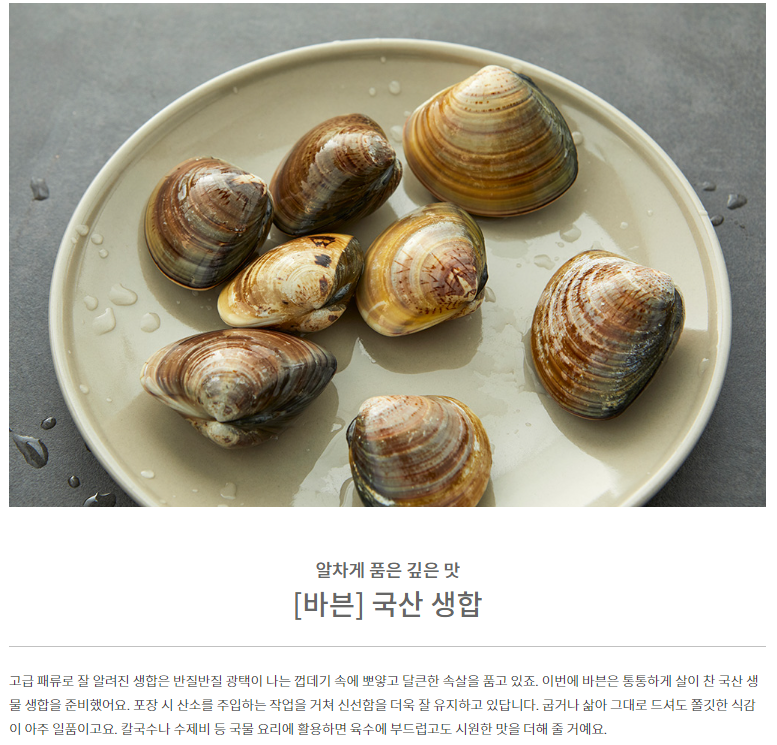 알차게 품은 깊은 맛
[바븐] 국산 생합
고급 패류로 잘 알려진 생합은 반질반질 광택이 나는 껍데기 속에 뽀얗고 달큰한 속살을 품고 있죠. 이번에 바븐은 통통하게 살이 찬 국산 생
물 생합을 준비했어요. 포장 시 산소를 주입하는 작업을 거쳐 신선함을 더욱 잘 유지하고 있답니다. 굽거나 삶아 그대로 드셔도 쫄깃한 식감
이 아주 일품이고요. 칼국수나 수제비 등 국물 요리에 활용하면 육수에 부드럽고도 시원한 맛을 더해 줄 거예요.